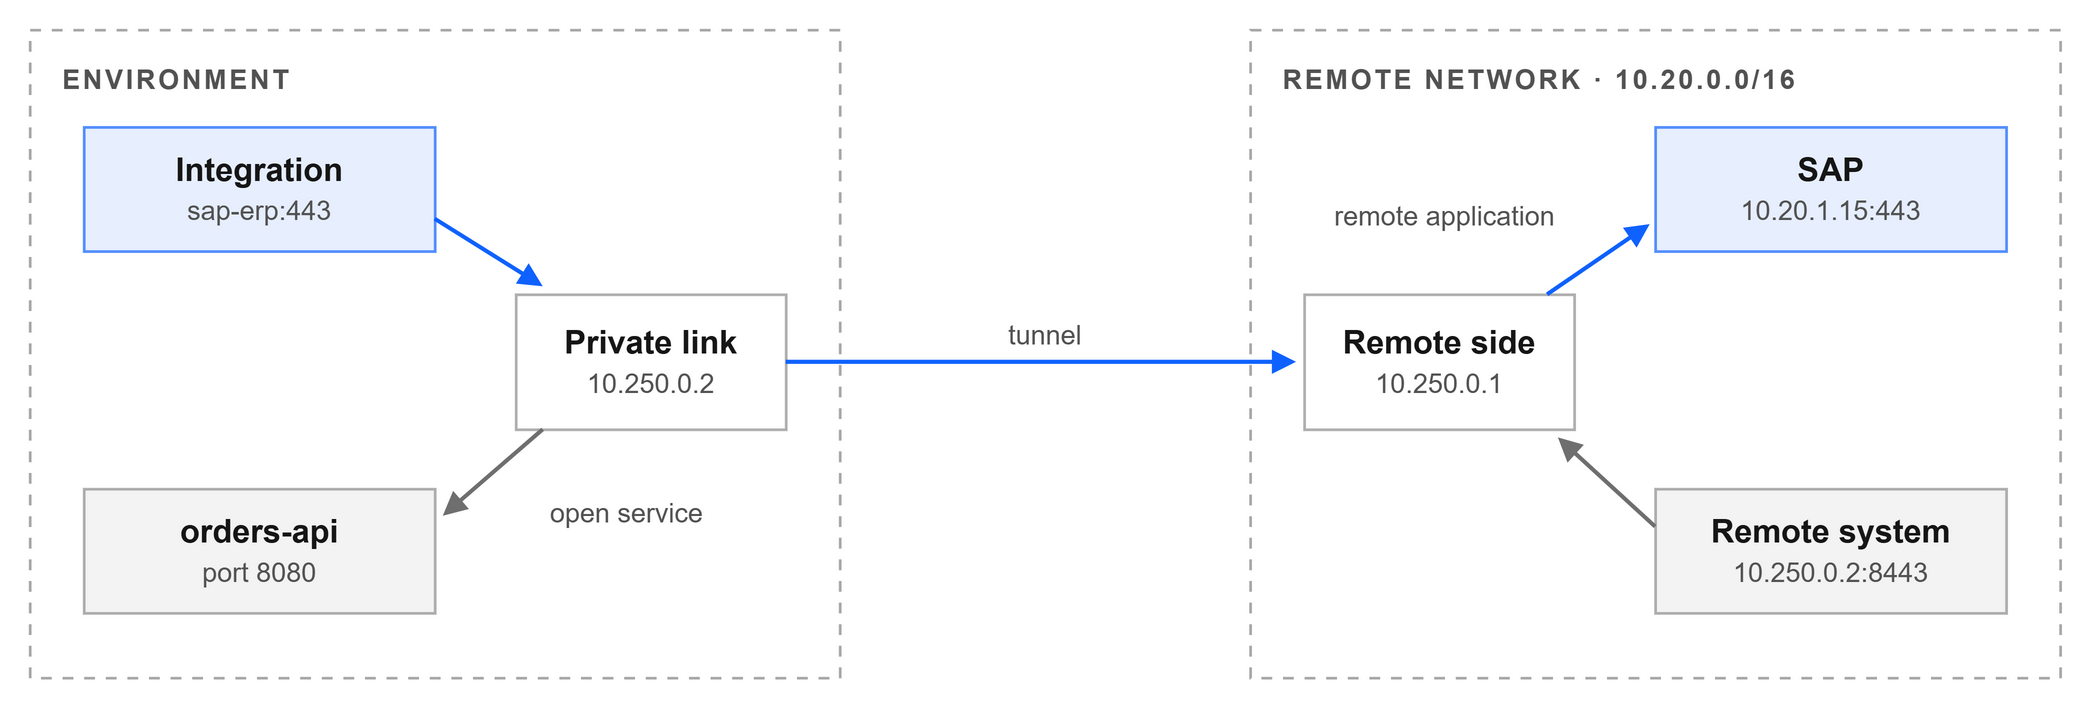 ENVIRONMENT
Integration
sap-erp:443
Private link
10.250.0.2
orders-api
port 8080
open service
tunnel
REMOTE NETWORK · 10.20.0.0/16
remote application
SAP
10.20.1.15:443
Remote side
10.250.0.1
Remote system
10.250.0.2:8443